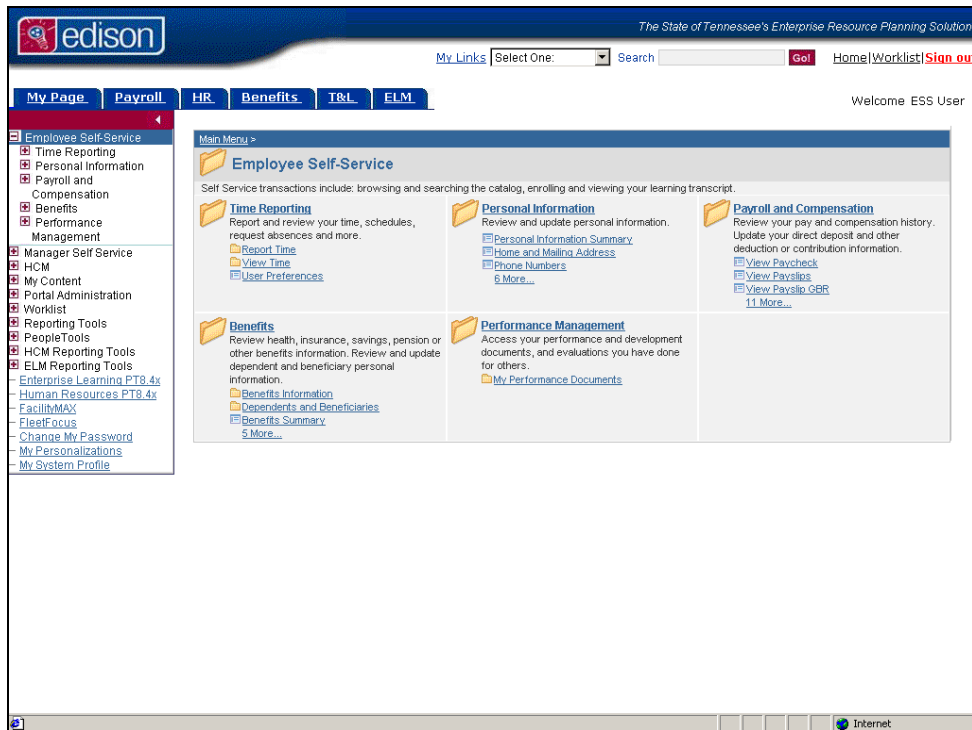 edison
The State of Tennessee's Enterprise Resource Planning Solution
My Links Select One: Search Go! Home|Worklist|Sign out
My Page Payroll HR Benefits T&L ELM
Welcome ESS User
Employee Self-Service
Time Reporting
Personal Information
Payroll and
Compensation
Benefits
Performance
Management
Manager Self Service
HCM
My Content
Portal Administration
Worklist
Reporting Tools
PeopleTools
HCM Reporting Tools
ELM Reporting Tools
Enterprise Learning PT8.4x
Human Resources PT8.4x
FacilityMAX
FleetFocus
Change My Password
My Personalizations
My System Profile
Main Menu >
Employee Self-Service
Self Service transactions include: browsing and searching the catalog, enrolling and viewing your learning transcript.
Time Reporting
Report and review your time, schedules,
request absences and more.
Report Time
View Time
User Preferences
Personal Information
Review and update personal information.
Personal Information Summary
Home and Mailing Address
Phone Numbers
6 More...
Payroll and Compensation
Review your pay and compensation history.
Update your direct deposit and other
deduction or contribution information.
View Paycheck
View Payslips
View Payslip GBR
11 More...
Benefits
Review health, insurance, savings, pension or
other benefits information. Review and update
dependent and beneficiary personal
information.
Benefits Information
Dependents and Beneficiaries
Benefits Summary
5 More...
Performance Management
Access your performance and development
documents, and evaluations you have done
for others.
My Performance Documents
Internet